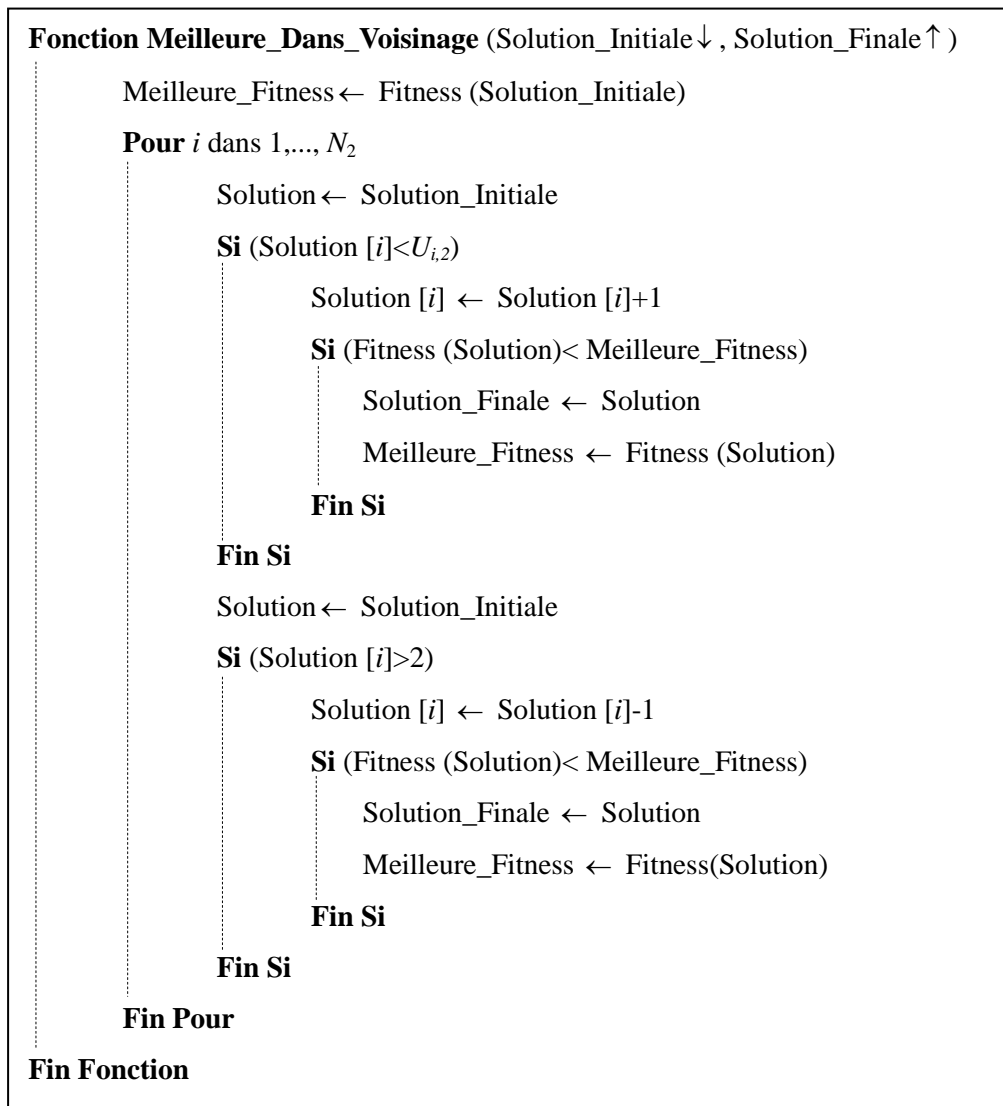 Fonction Meilleure_Dans_Voisinage (Solution_Initiale↓ , Solution_Finale↑ )
Meilleure_Fitness← Fitness (Solution_Initiale)
Pour i dans 1,..., N₂
Solution← Solution_Initiale
Si (Solution [i]<Uᵢ,₂)
Solution [i] ← Solution [i]+1
Si (Fitness (Solution)< Meilleure_Fitness)
Solution_Finale ← Solution
Meilleure_Fitness ← Fitness (Solution)
Fin Si
Fin Si
Solution← Solution_Initiale
Si (Solution [i]>2)
Solution [i] ← Solution [i]-1
Si (Fitness (Solution)< Meilleure_Fitness)
Solution_Finale ← Solution
Meilleure_Fitness ← Fitness(Solution)
Fin Si
Fin Si
Fin Pour
Fin Fonction